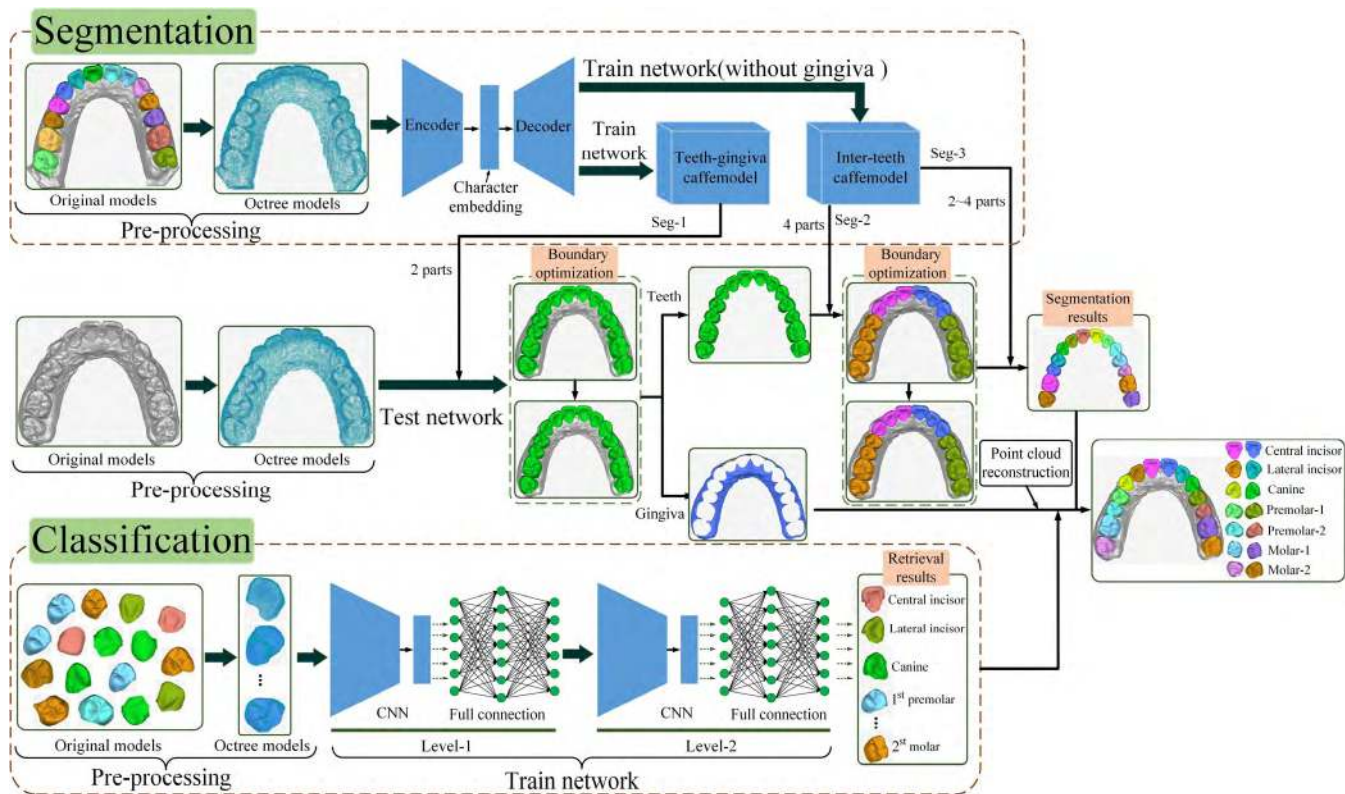 Segmentation
Original models
Octree models
Pre-processing
Encoder
Decoder
Character
embedding
Train network(without gingiva )
Train
network
Teeth-gingiva
caffemodel
Inter-teeth
caffemodel
Seg-1
Seg-2
Seg-3
2 parts
4 parts
2~4 parts
Original models
Octree models
Pre-processing
Test network
Boundary
optimization
Teeth
Gingiva
Boundary
optimization
Segmentation
results
Point cloud
reconstruction
Central incisor
Lateral incisor
Canine
Premolar-1
Premolar-2
Molar-1
Molar-2
Classification
Original models
Octree models
Pre-processing
CNN
Full connection
Level-1
CNN
Full connection
Level-2
Train network
Retrieval
results
Central incisor
Lateral incisor
Canine
1st premolar
2st molar